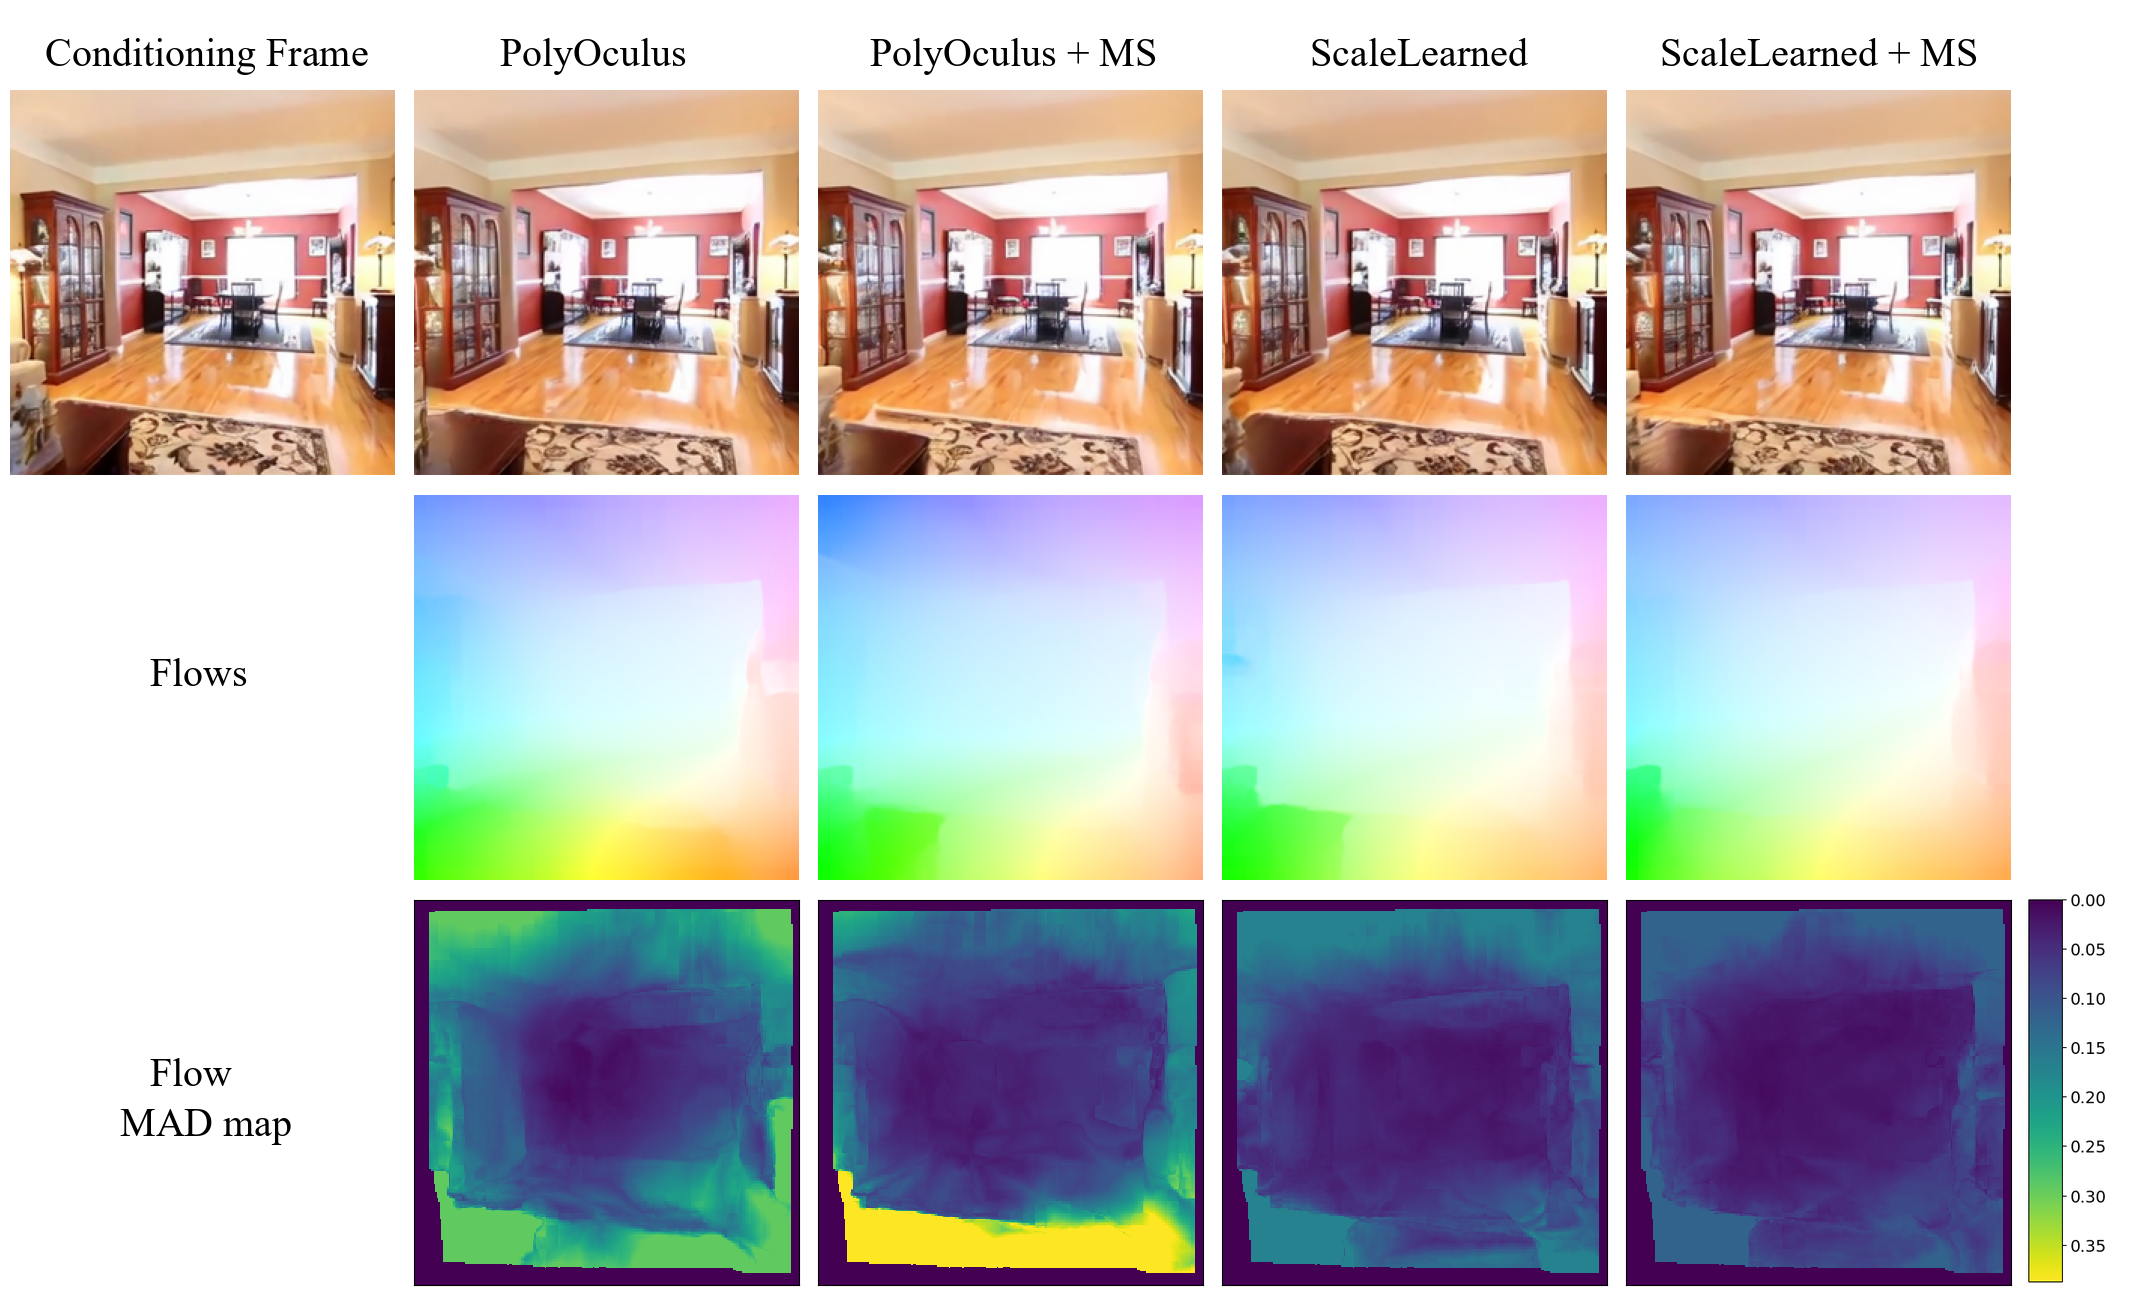 Conditioning Frame
PolyOculus
PolyOculus + MS
ScaleLearned
ScaleLearned + MS
Flows
Flow
MAD map
0.00
0.05
0.10
0.15
0.20
0.25
0.30
0.35